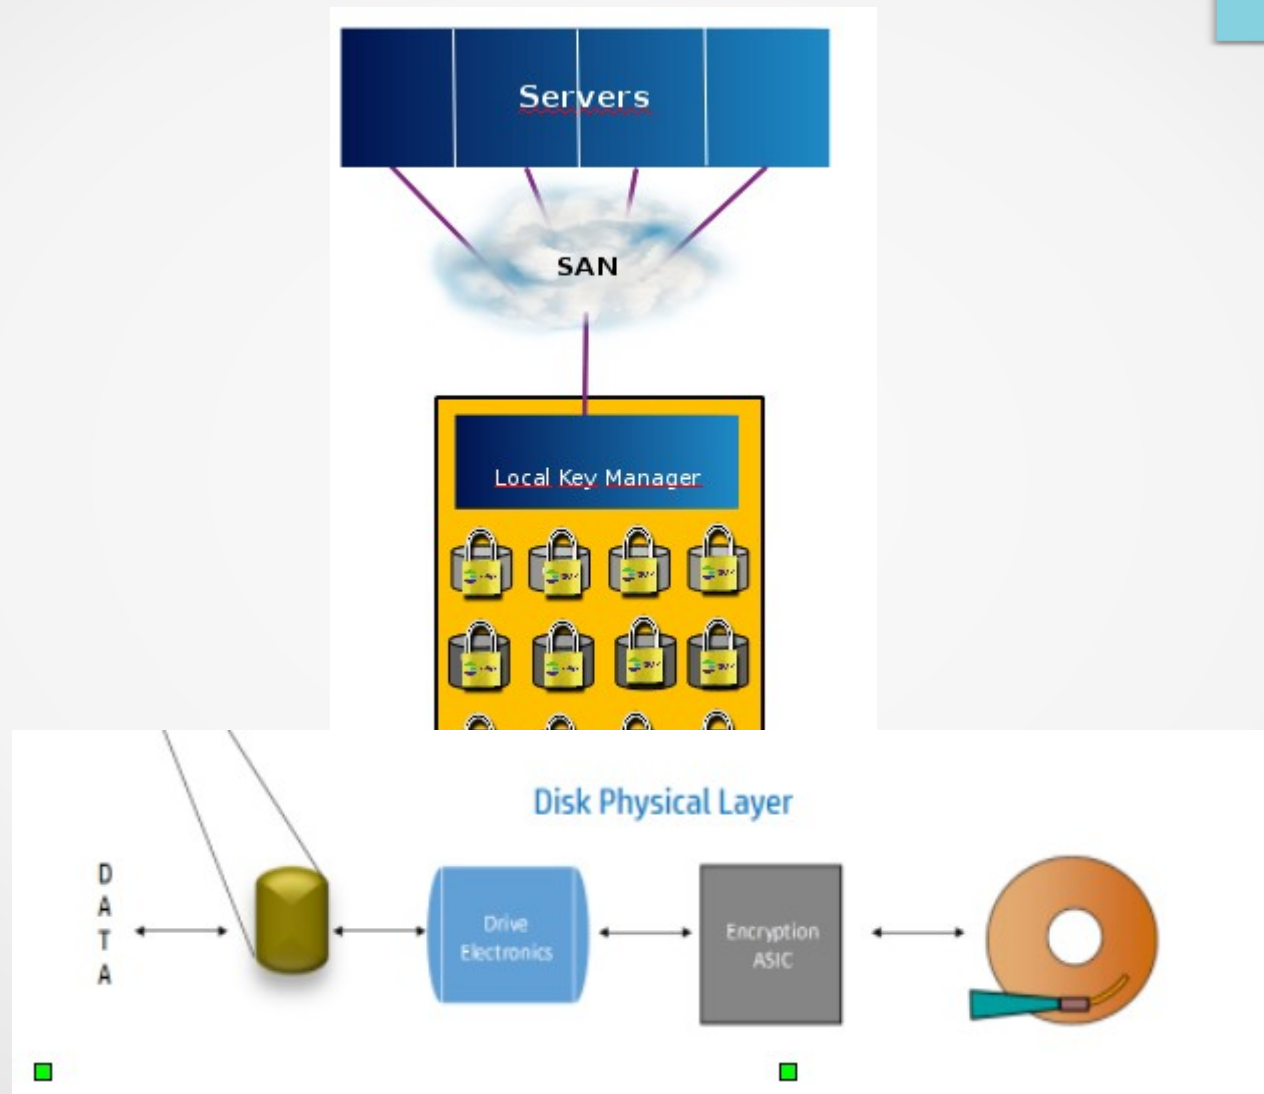 Servers
SAN
Local Key Manager
Disk Physical Layer
D
A
T
A
Drive
Electronics
Encryption
ASIC